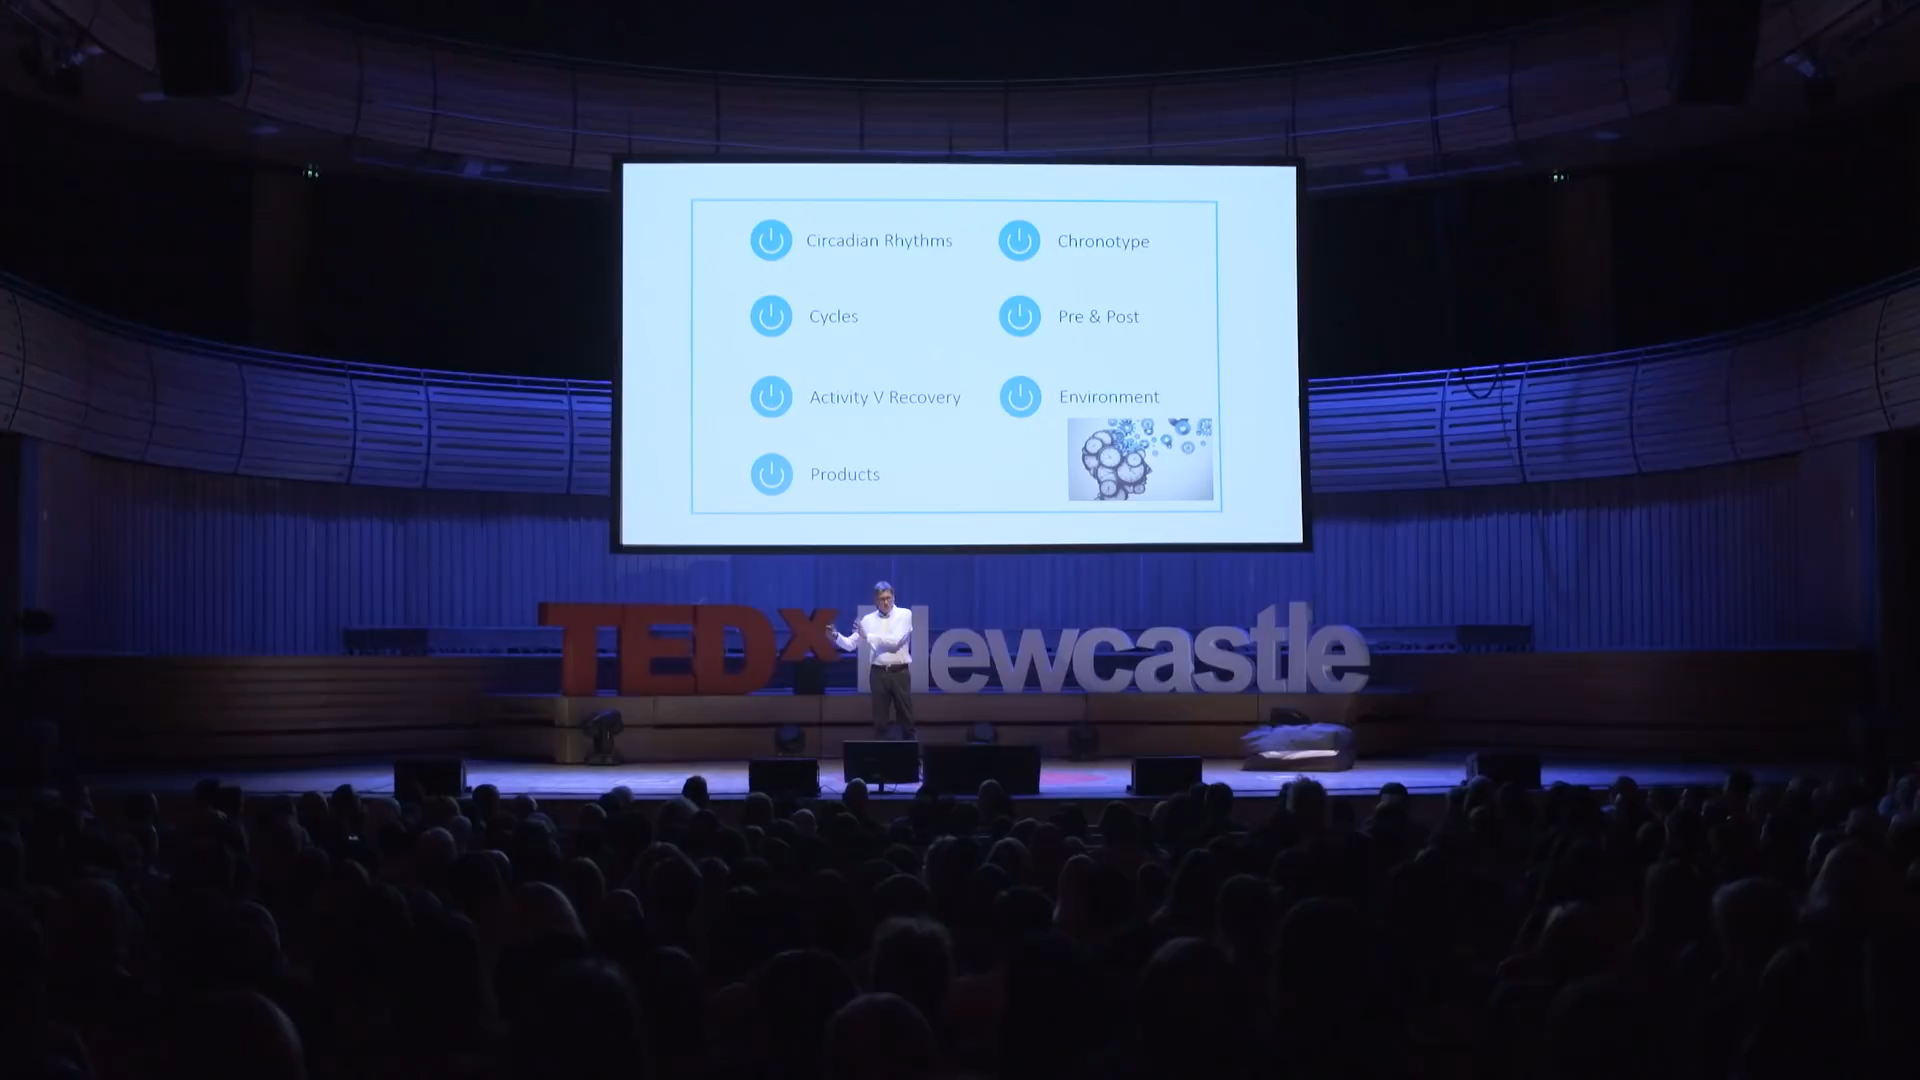 Circadian Rhythms
Chronotype
Cycles
Pre & Post
Activity V Recovery
Environment
Products
TEDx Newcastle